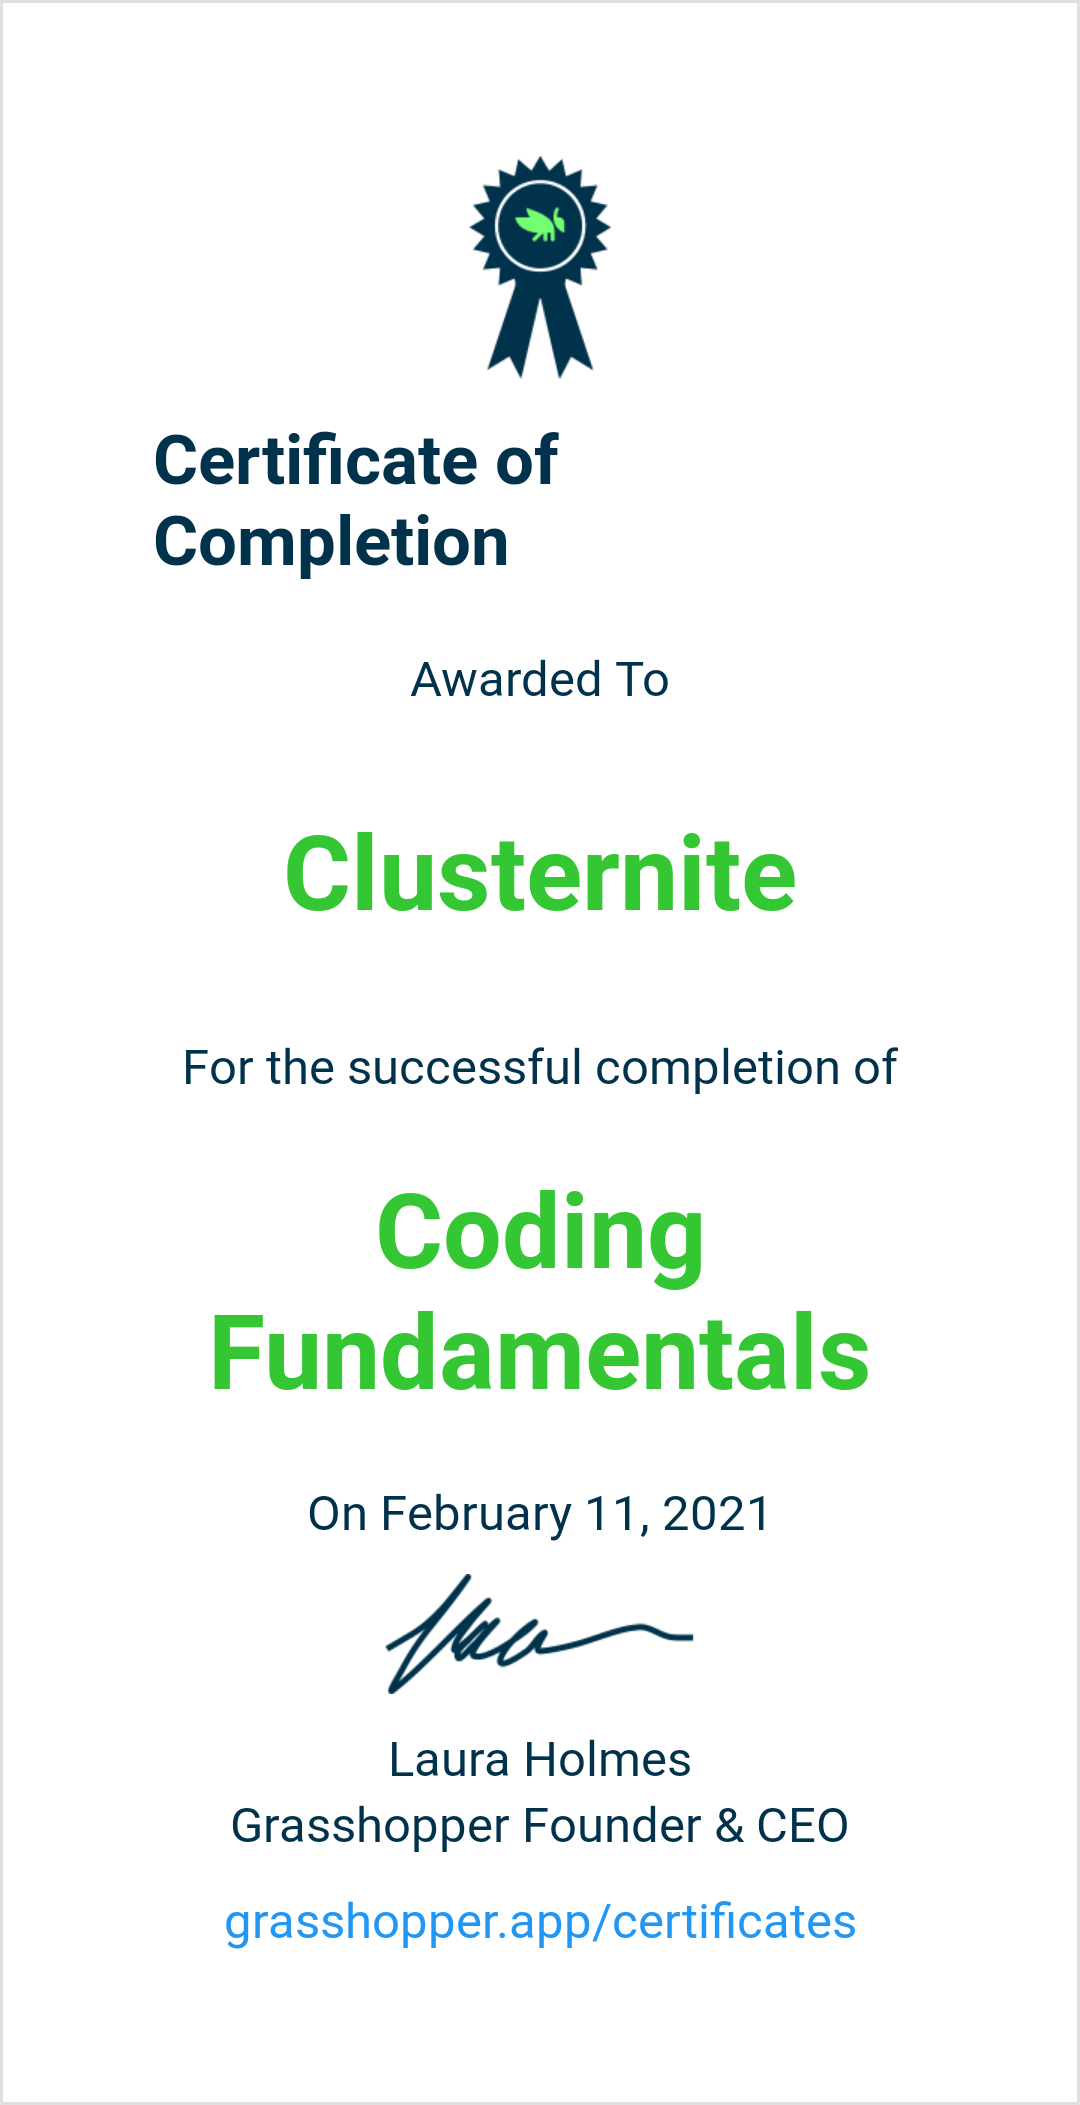 Certificate of
Completion
Awarded To
Clusternite
For the successful completion of
Coding
Fundamentals
On February 11, 2021
Laura Holmes
Grasshopper Founder & CEO
grasshopper.app/certificates